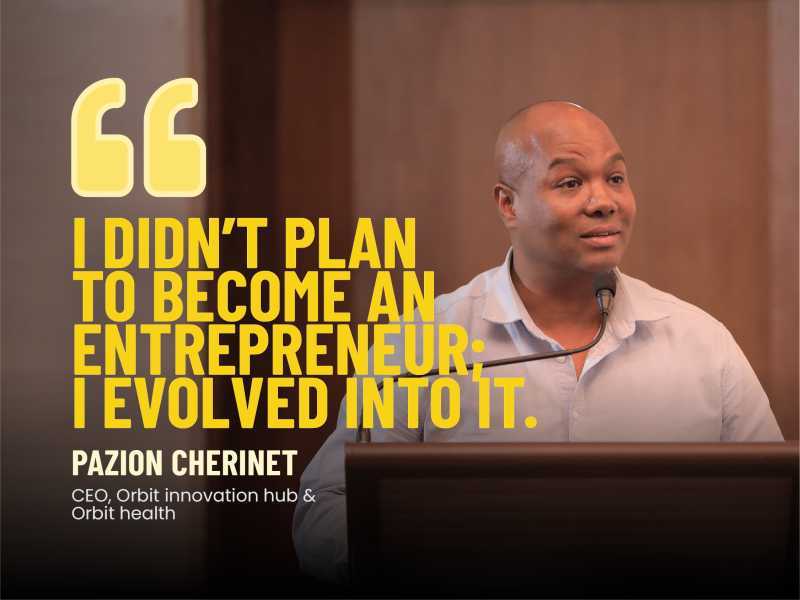 “
I DIDN’T PLAN
TO BECOME AN
ENTREPRENEUR;
I EVOLVED INTO IT.
PAZION CHERINET
CEO, Orbit innovation hub &
Orbit health